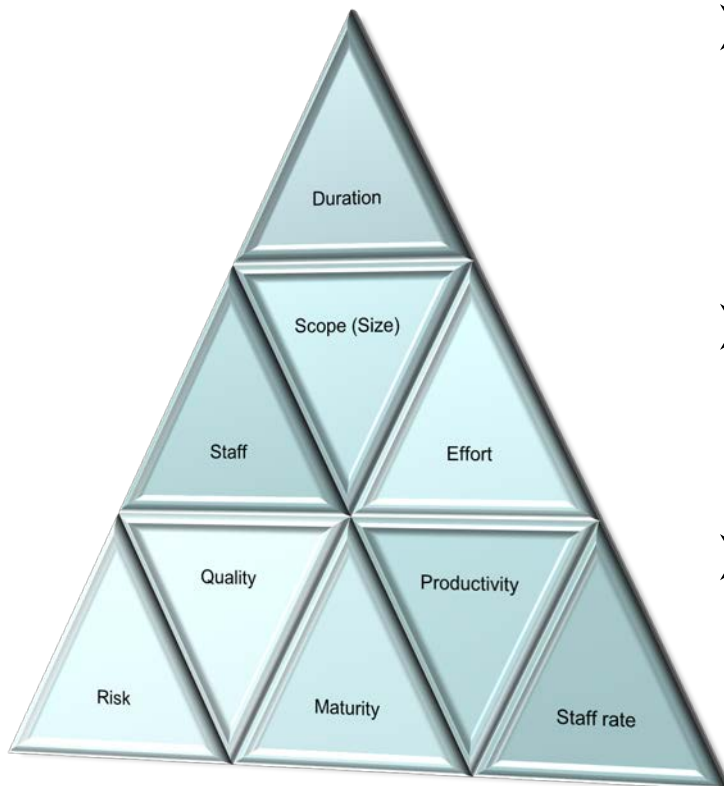 Duration
Scope (Size)
Staff
Effort
Quality
Productivity
Risk
Maturity
Staff rate